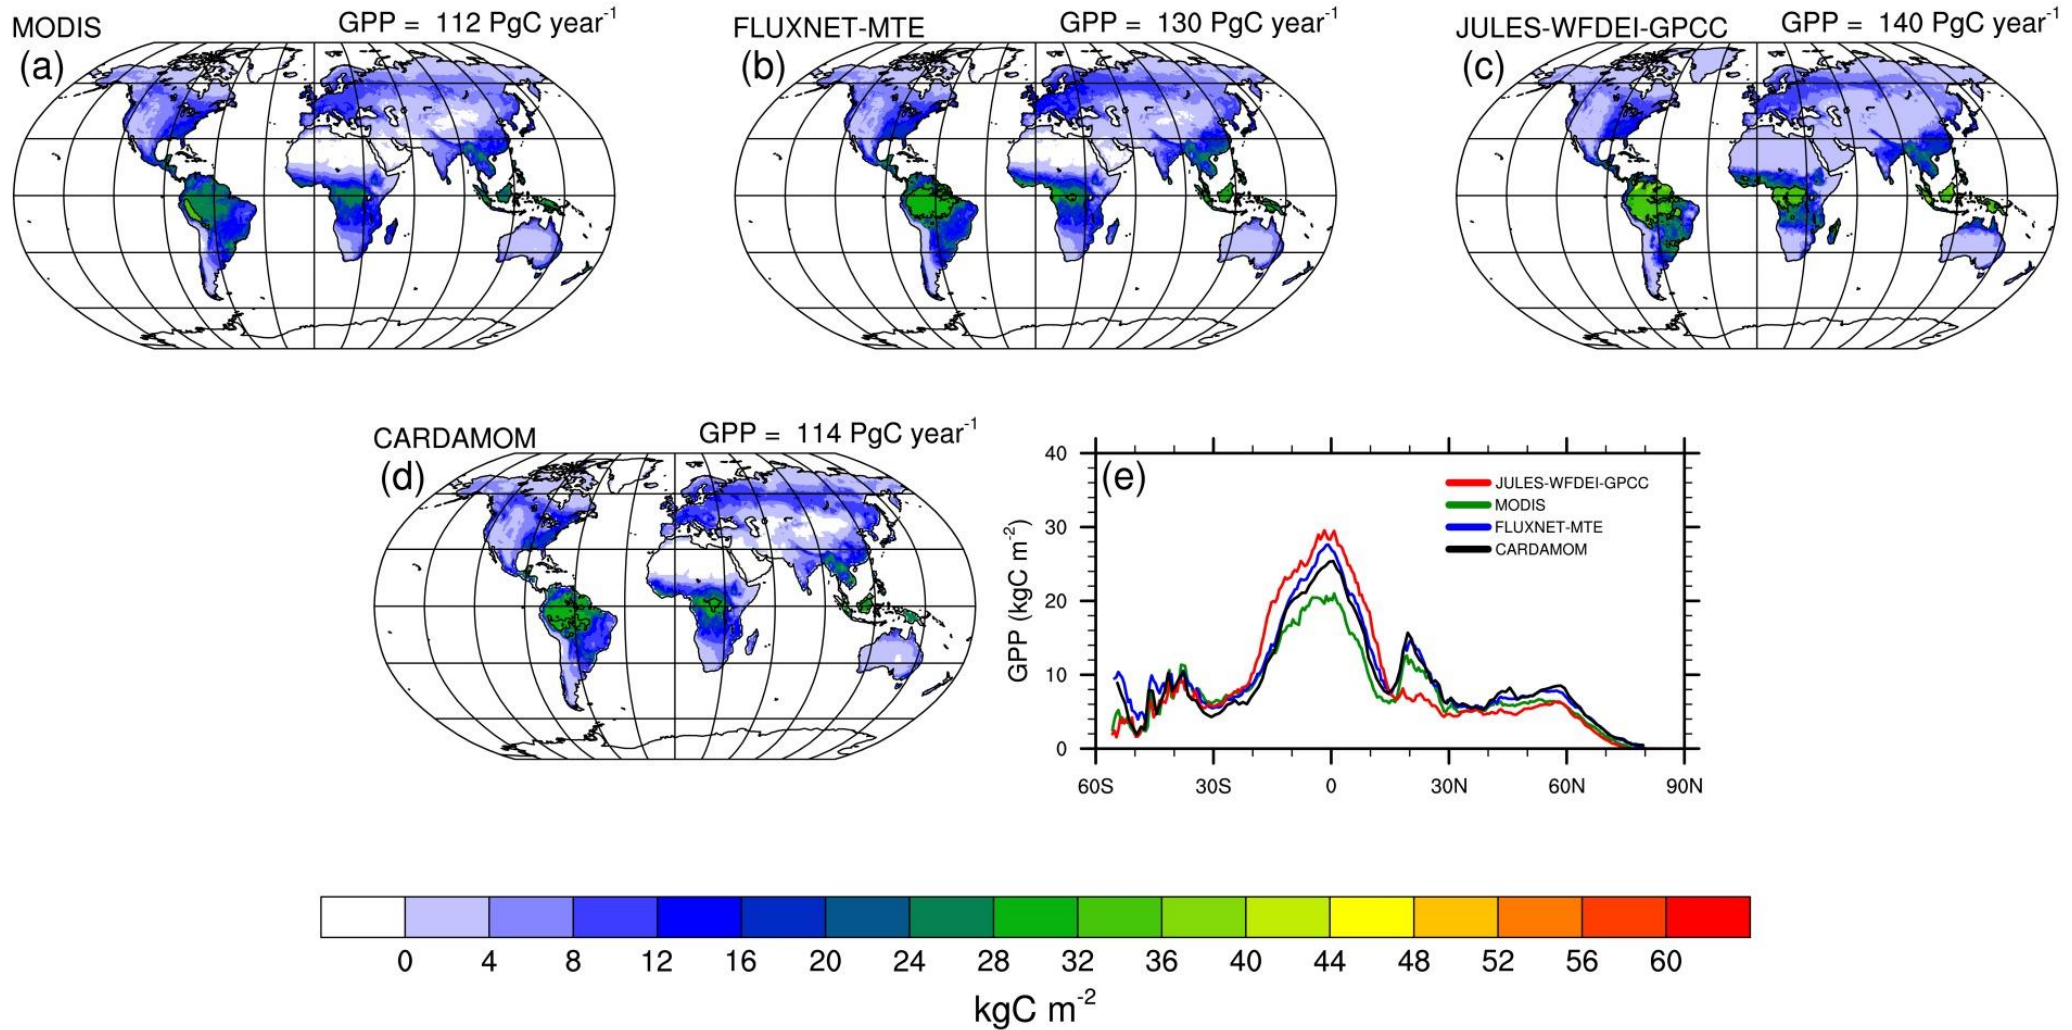 MODIS GPP = 112 PgC year⁻¹
(a)
FLUXNET-MTE GPP = 130 PgC year⁻¹
(b)
JULES-WFDEI-GPCC GPP = 140 PgC year⁻¹
(c)
CARDAMOM GPP = 114 PgC year⁻¹
(d)
(e)
JULES-WFDEI-GPCC
MODIS
FLUXNET-MTE
CARDAMOM
GPP (kgC m⁻²)
40
30
20
10
0
60S 30S 0 30N 60N 90N
0 4 8 12 16 20 24 28 32 36 40 44 48 52 56 60
kgC m⁻²